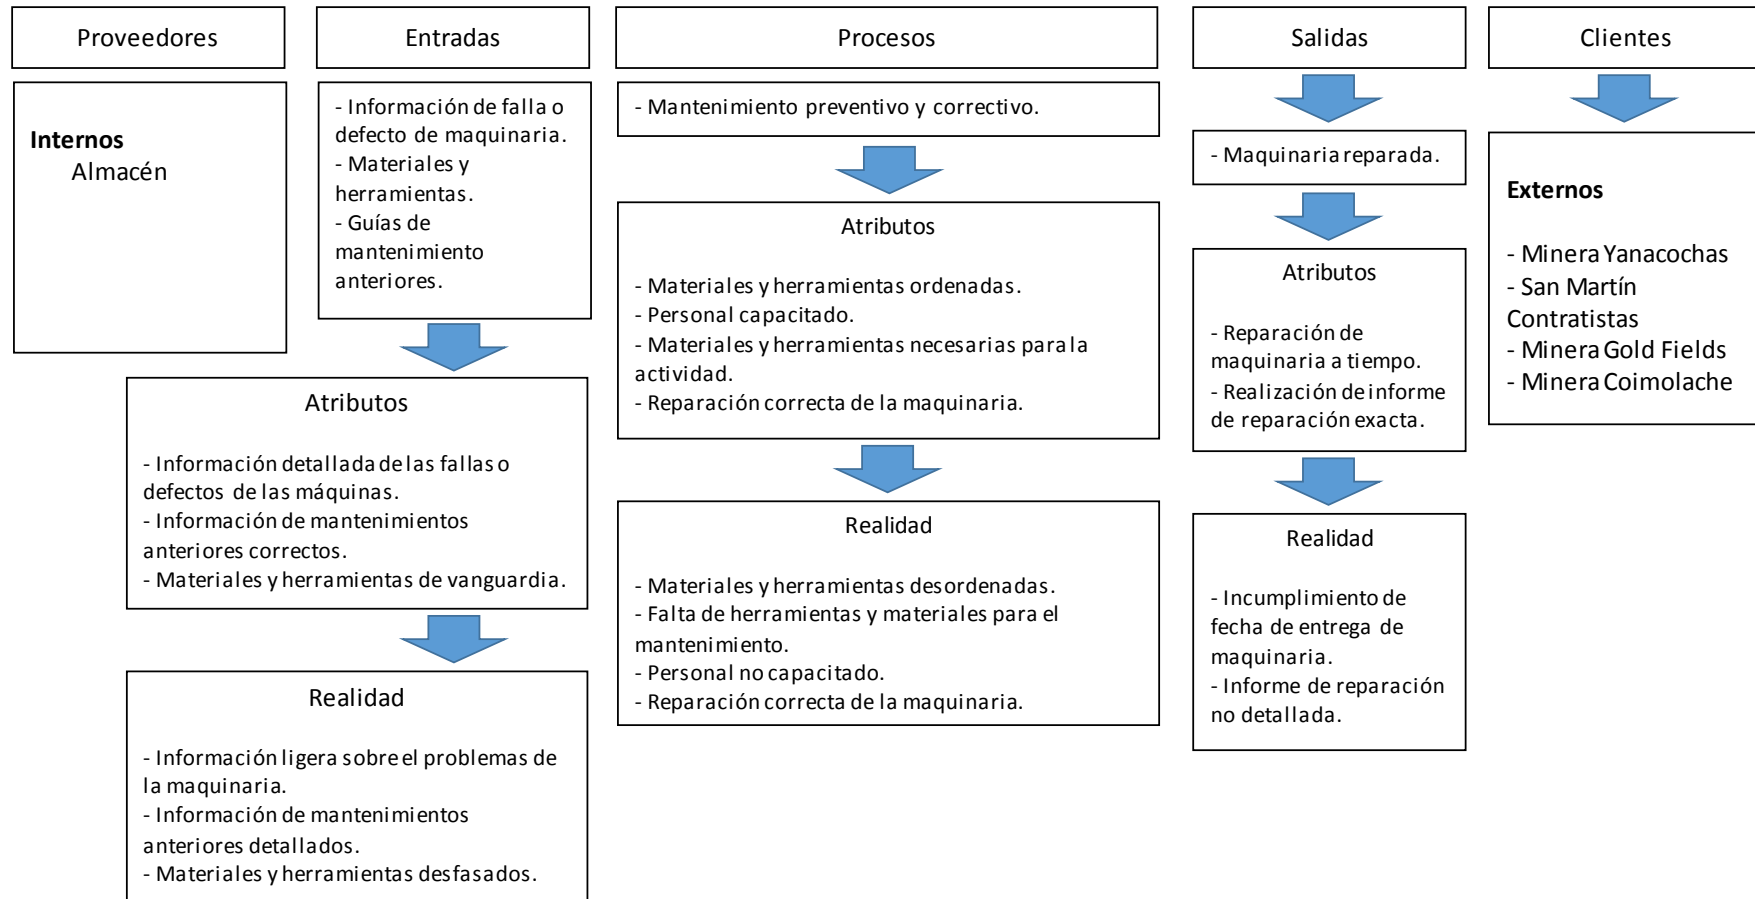 Proveedores
Internos
Almacén
Entradas
- Información de falla o
defecto de maquinaria.
- Materiales y
herramientas.
- Guías de
mantenimiento
anteriores.
Atributos
- Información detallada de las fallas o
defectos de las máquinas.
- Información de mantenimientos
anteriores correctos.
- Materiales y herramientas de vanguardia.
Realidad
- Información ligera sobre el problemas de
la maquinaria.
- Información de mantenimientos
anteriores detallados.
- Materiales y herramientas desfasados.
Procesos
- Mantenimiento preventivo y correctivo.
Atributos
- Materiales y herramientas ordenadas.
- Personal capacitado.
- Materiales y herramientas necesarias para la
actividad.
- Reparación correcta de la maquinaria.
Realidad
- Materiales y herramientas desordenadas.
- Falta de herramientas y materiales para el
mantenimiento.
- Personal no capacitado.
- Reparación correcta de la maquinaria.
Salidas
- Maquinaria reparada.
Atributos
- Reparación de
maquinaria a tiempo.
- Realización de informe
de reparación exacta.
Realidad
- Incumplimiento de
fecha de entrega de
maquinaria.
- Informe de reparación
no detallada.
Clientes
Externos
- Minera Yanacochas
- San Martín
Contratistas
- Minera Gold Fields
- Minera Coimolache